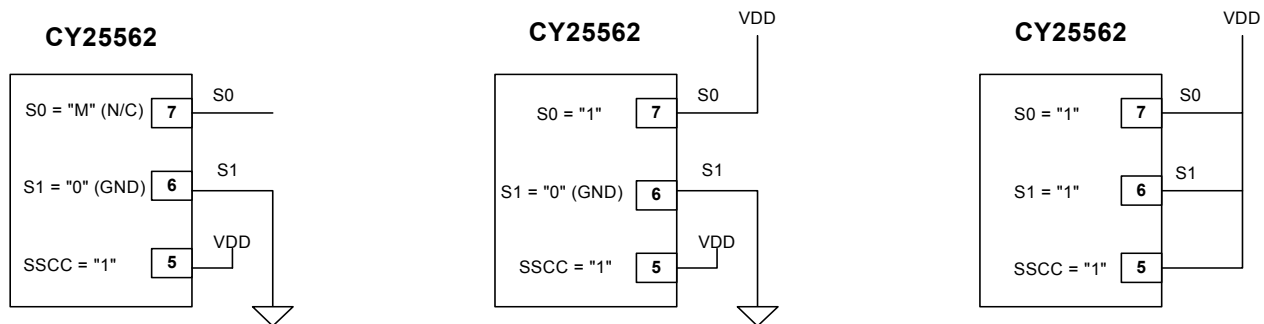 CY25562
S0 = "M" (N/C) 7 S0
S1 = "0" (GND) 6 S1
SSCC = "1" 5 VDD
CY25562
VDD
S0 = "1" 7 S0
S1 = "0" (GND) 6 S1
SSCC = "1" 5 VDD
CY25562
VDD
S0 = "1" 7 S0
S1 = "1" 6 S1
SSCC = "1" 5